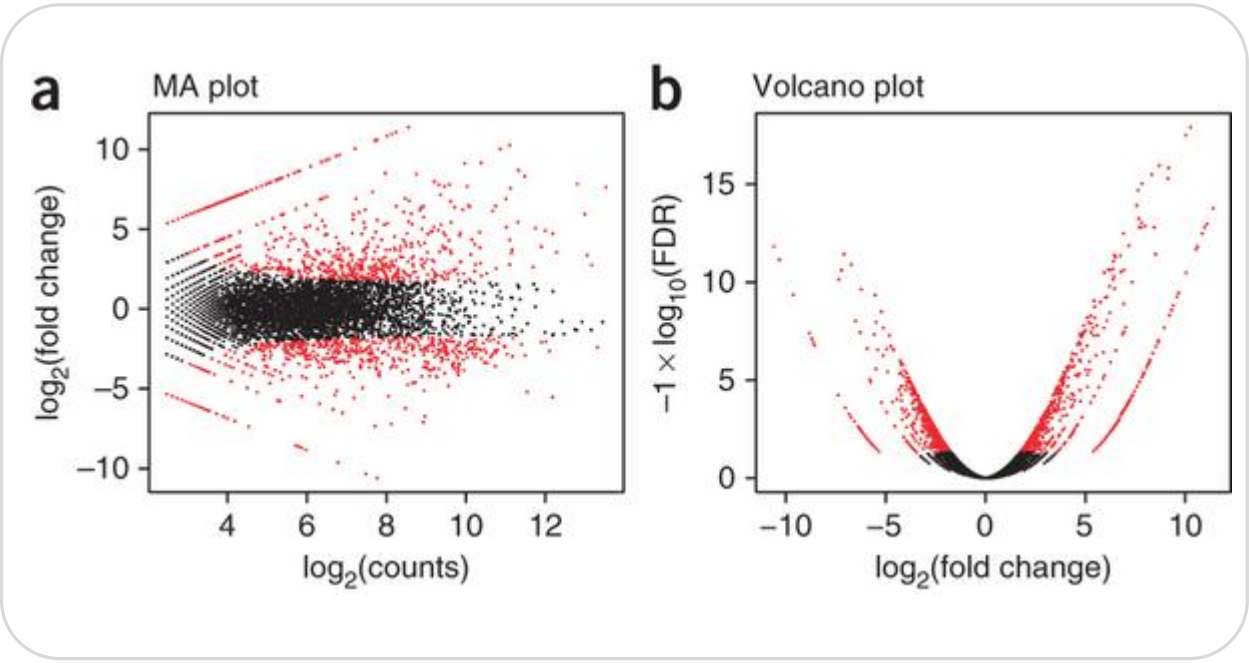 a MA plot
log2(fold change)
10
5
0
−5
−10
4 6 8 10 12
log2(counts)
b Volcano plot
−1 × log10(FDR)
15
10
5
0
−10 −5 0 5 10
log2(fold change)